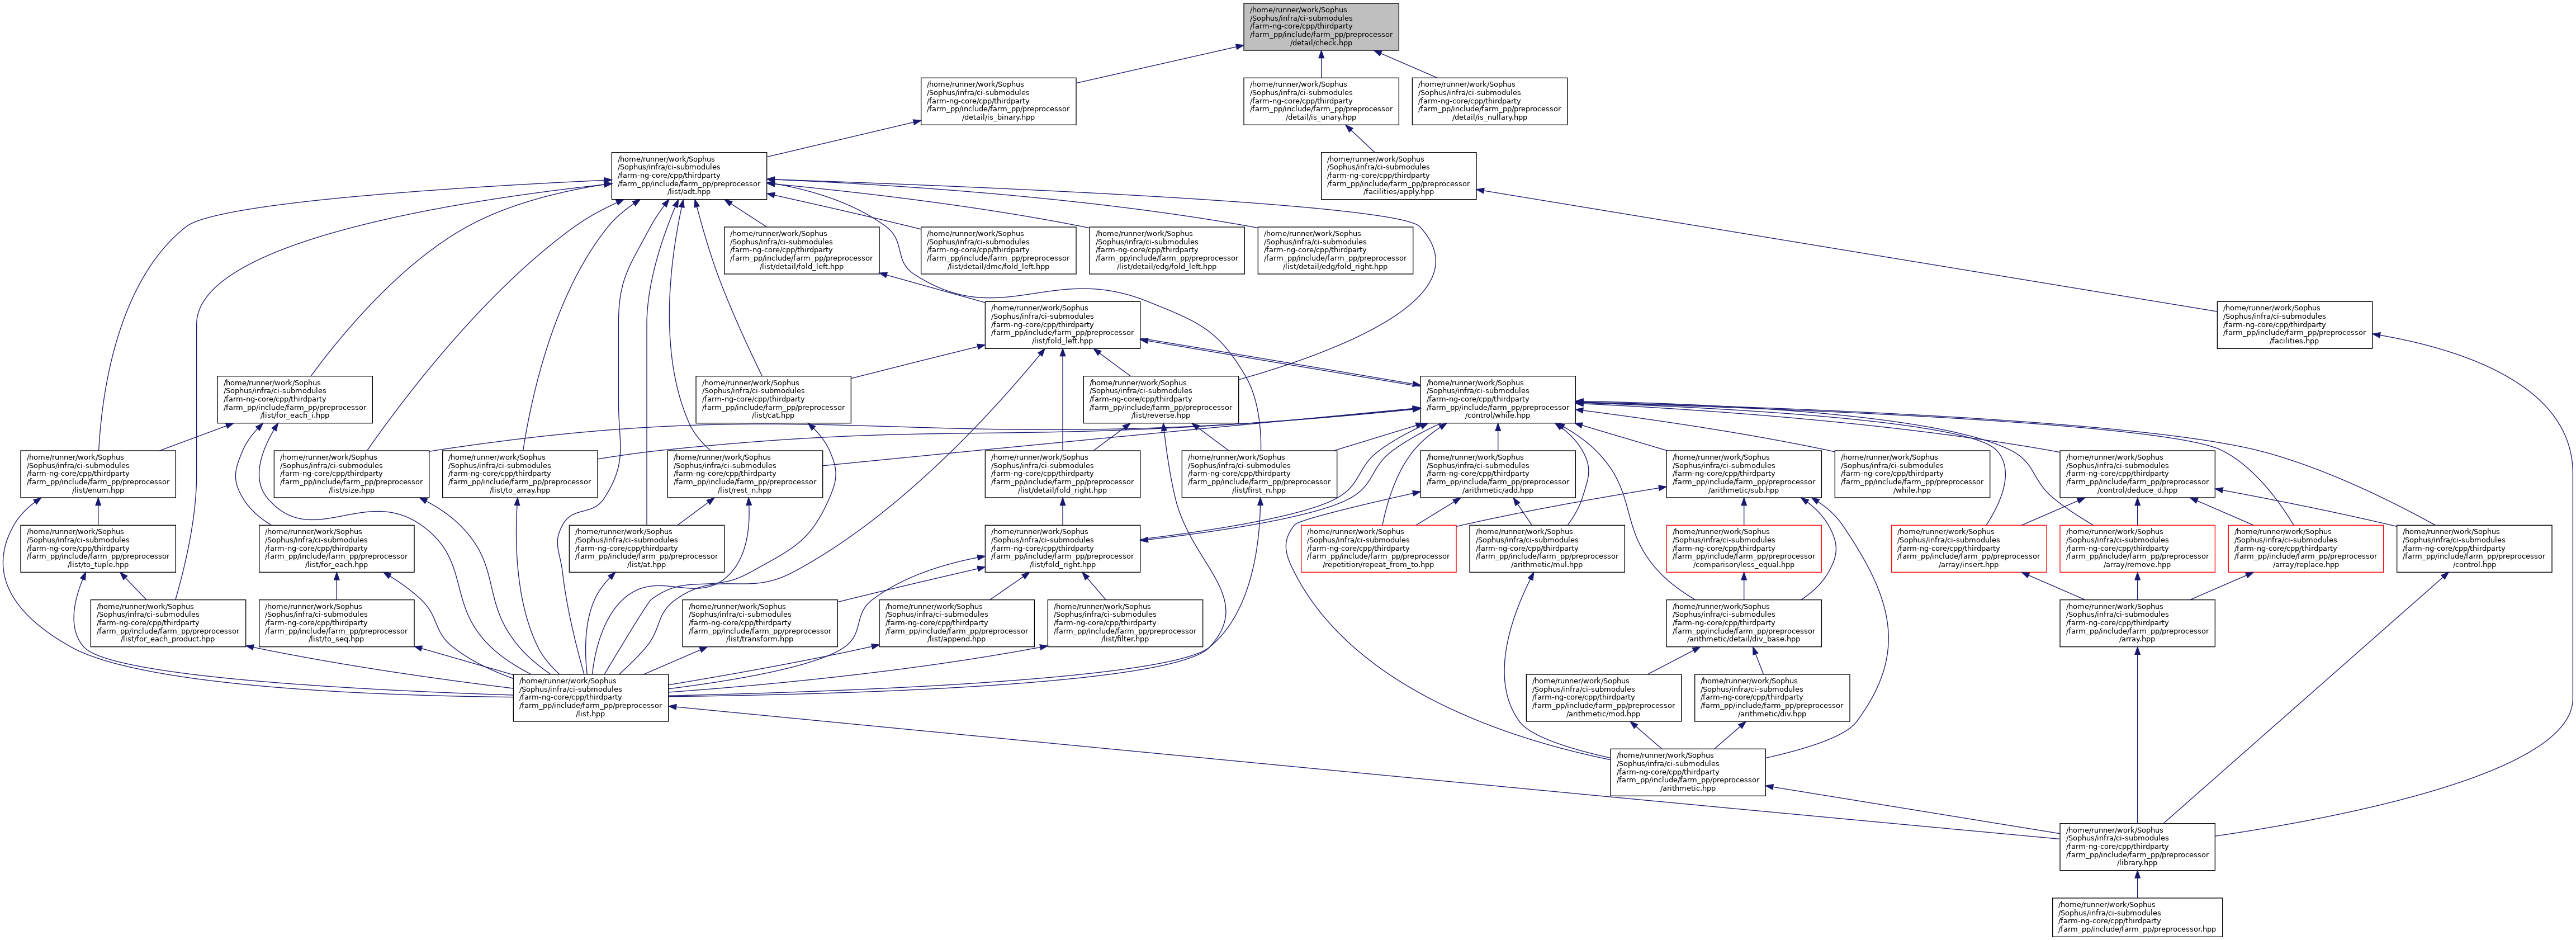 /home/runner/work/Sophus
/Sophus/infra/ci-submodules
/farm-ng-core/cpp/thirdparty
/farm_pp/include/farm_pp/preprocessor
/detail/check.hpp
/home/runner/work/Sophus
/Sophus/infra/ci-submodules
/farm-ng-core/cpp/thirdparty
/farm_pp/include/farm_pp/preprocessor
/detail/is_binary.hpp
/home/runner/work/Sophus
/Sophus/infra/ci-submodules
/farm-ng-core/cpp/thirdparty
/farm_pp/include/farm_pp/preprocessor
/detail/is_unary.hpp
/home/runner/work/Sophus
/Sophus/infra/ci-submodules
/farm-ng-core/cpp/thirdparty
/farm_pp/include/farm_pp/preprocessor
/detail/is_nullary.hpp
/home/runner/work/Sophus
/Sophus/infra/ci-submodules
/farm-ng-core/cpp/thirdparty
/farm_pp/include/farm_pp/preprocessor
/list/adt.hpp
/home/runner/work/Sophus
/Sophus/infra/ci-submodules
/farm-ng-core/cpp/thirdparty
/farm_pp/include/farm_pp/preprocessor
/facilities/apply.hpp
/home/runner/work/Sophus
/Sophus/infra/ci-submodules
/farm-ng-core/cpp/thirdparty
/farm_pp/include/farm_pp/preprocessor
/list/detail/fold_left.hpp
/home/runner/work/Sophus
/Sophus/infra/ci-submodules
/farm-ng-core/cpp/thirdparty
/farm_pp/include/farm_pp/preprocessor
/list/detail/dmc/fold_left.hpp
/home/runner/work/Sophus
/Sophus/infra/ci-submodules
/farm-ng-core/cpp/thirdparty
/farm_pp/include/farm_pp/preprocessor
/list/detail/edg/fold_left.hpp
/home/runner/work/Sophus
/Sophus/infra/ci-submodules
/farm-ng-core/cpp/thirdparty
/farm_pp/include/farm_pp/preprocessor
/list/detail/edg/fold_right.hpp
/home/runner/work/Sophus
/Sophus/infra/ci-submodules
/farm-ng-core/cpp/thirdparty
/farm_pp/include/farm_pp/preprocessor
/list/fold_left.hpp
/home/runner/work/Sophus
/Sophus/infra/ci-submodules
/farm-ng-core/cpp/thirdparty
/farm_pp/include/farm_pp/preprocessor
/facilities.hpp
/home/runner/work/Sophus
/Sophus/infra/ci-submodules
/farm-ng-core/cpp/thirdparty
/farm_pp/include/farm_pp/preprocessor
/list/for_each_i.hpp
/home/runner/work/Sophus
/Sophus/infra/ci-submodules
/farm-ng-core/cpp/thirdparty
/farm_pp/include/farm_pp/preprocessor
/list/cat.hpp
/home/runner/work/Sophus
/Sophus/infra/ci-submodules
/farm-ng-core/cpp/thirdparty
/farm_pp/include/farm_pp/preprocessor
/list/reverse.hpp
/home/runner/work/Sophus
/Sophus/infra/ci-submodules
/farm-ng-core/cpp/thirdparty
/farm_pp/include/farm_pp/preprocessor
/control/while.hpp
/home/runner/work/Sophus
/Sophus/infra/ci-submodules
/farm-ng-core/cpp/thirdparty
/farm_pp/include/farm_pp/preprocessor
/list/enum.hpp
/home/runner/work/Sophus
/Sophus/infra/ci-submodules
/farm-ng-core/cpp/thirdparty
/farm_pp/include/farm_pp/preprocessor
/list/size.hpp
/home/runner/work/Sophus
/Sophus/infra/ci-submodules
/farm-ng-core/cpp/thirdparty
/farm_pp/include/farm_pp/preprocessor
/list/to_array.hpp
/home/runner/work/Sophus
/Sophus/infra/ci-submodules
/farm-ng-core/cpp/thirdparty
/farm_pp/include/farm_pp/preprocessor
/list/rest_n.hpp
/home/runner/work/Sophus
/Sophus/infra/ci-submodules
/farm-ng-core/cpp/thirdparty
/farm_pp/include/farm_pp/preprocessor
/list/detail/fold_right.hpp
/home/runner/work/Sophus
/Sophus/infra/ci-submodules
/farm-ng-core/cpp/thirdparty
/farm_pp/include/farm_pp/preprocessor
/list/first_n.hpp
/home/runner/work/Sophus
/Sophus/infra/ci-submodules
/farm-ng-core/cpp/thirdparty
/farm_pp/include/farm_pp/preprocessor
/arithmetic/add.hpp
/home/runner/work/Sophus
/Sophus/infra/ci-submodules
/farm-ng-core/cpp/thirdparty
/farm_pp/include/farm_pp/preprocessor
/arithmetic/sub.hpp
/home/runner/work/Sophus
/Sophus/infra/ci-submodules
/farm-ng-core/cpp/thirdparty
/farm_pp/include/farm_pp/preprocessor
/while.hpp
/home/runner/work/Sophus
/Sophus/infra/ci-submodules
/farm-ng-core/cpp/thirdparty
/farm_pp/include/farm_pp/preprocessor
/control/deduce_d.hpp
/home/runner/work/Sophus
/Sophus/infra/ci-submodules
/farm-ng-core/cpp/thirdparty
/farm_pp/include/farm_pp/preprocessor
/list/to_tuple.hpp
/home/runner/work/Sophus
/Sophus/infra/ci-submodules
/farm-ng-core/cpp/thirdparty
/farm_pp/include/farm_pp/preprocessor
/list/for_each.hpp
/home/runner/work/Sophus
/Sophus/infra/ci-submodules
/farm-ng-core/cpp/thirdparty
/farm_pp/include/farm_pp/preprocessor
/list/at.hpp
/home/runner/work/Sophus
/Sophus/infra/ci-submodules
/farm-ng-core/cpp/thirdparty
/farm_pp/include/farm_pp/preprocessor
/list/fold_right.hpp
/home/runner/work/Sophus
/Sophus/infra/ci-submodules
/farm-ng-core/cpp/thirdparty
/farm_pp/include/farm_pp/preprocessor
/repetition/repeat_from_to.hpp
/home/runner/work/Sophus
/Sophus/infra/ci-submodules
/farm-ng-core/cpp/thirdparty
/farm_pp/include/farm_pp/preprocessor
/arithmetic/mul.hpp
/home/runner/work/Sophus
/Sophus/infra/ci-submodules
/farm-ng-core/cpp/thirdparty
/farm_pp/include/farm_pp/preprocessor
/comparison/less_equal.hpp
/home/runner/work/Sophus
/Sophus/infra/ci-submodules
/farm-ng-core/cpp/thirdparty
/farm_pp/include/farm_pp/preprocessor
/array/insert.hpp
/home/runner/work/Sophus
/Sophus/infra/ci-submodules
/farm-ng-core/cpp/thirdparty
/farm_pp/include/farm_pp/preprocessor
/array/remove.hpp
/home/runner/work/Sophus
/Sophus/infra/ci-submodules
/farm-ng-core/cpp/thirdparty
/farm_pp/include/farm_pp/preprocessor
/array/replace.hpp
/home/runner/work/Sophus
/Sophus/infra/ci-submodules
/farm-ng-core/cpp/thirdparty
/farm_pp/include/farm_pp/preprocessor
/control.hpp
/home/runner/work/Sophus
/Sophus/infra/ci-submodules
/farm-ng-core/cpp/thirdparty
/farm_pp/include/farm_pp/preprocessor
/list/for_each_product.hpp
/home/runner/work/Sophus
/Sophus/infra/ci-submodules
/farm-ng-core/cpp/thirdparty
/farm_pp/include/farm_pp/preprocessor
/list/to_seq.hpp
/home/runner/work/Sophus
/Sophus/infra/ci-submodules
/farm-ng-core/cpp/thirdparty
/farm_pp/include/farm_pp/preprocessor
/list/transform.hpp
/home/runner/work/Sophus
/Sophus/infra/ci-submodules
/farm-ng-core/cpp/thirdparty
/farm_pp/include/farm_pp/preprocessor
/list/append.hpp
/home/runner/work/Sophus
/Sophus/infra/ci-submodules
/farm-ng-core/cpp/thirdparty
/farm_pp/include/farm_pp/preprocessor
/list/filter.hpp
/home/runner/work/Sophus
/Sophus/infra/ci-submodules
/farm-ng-core/cpp/thirdparty
/farm_pp/include/farm_pp/preprocessor
/arithmetic/detail/div_base.hpp
/home/runner/work/Sophus
/Sophus/infra/ci-submodules
/farm-ng-core/cpp/thirdparty
/farm_pp/include/farm_pp/preprocessor
/array.hpp
/home/runner/work/Sophus
/Sophus/infra/ci-submodules
/farm-ng-core/cpp/thirdparty
/farm_pp/include/farm_pp/preprocessor
/list.hpp
/home/runner/work/Sophus
/Sophus/infra/ci-submodules
/farm-ng-core/cpp/thirdparty
/farm_pp/include/farm_pp/preprocessor
/arithmetic/mod.hpp
/home/runner/work/Sophus
/Sophus/infra/ci-submodules
/farm-ng-core/cpp/thirdparty
/farm_pp/include/farm_pp/preprocessor
/arithmetic/div.hpp
/home/runner/work/Sophus
/Sophus/infra/ci-submodules
/farm-ng-core/cpp/thirdparty
/farm_pp/include/farm_pp/preprocessor
/arithmetic.hpp
/home/runner/work/Sophus
/Sophus/infra/ci-submodules
/farm-ng-core/cpp/thirdparty
/farm_pp/include/farm_pp/preprocessor
/library.hpp
/home/runner/work/Sophus
/Sophus/infra/ci-submodules
/farm-ng-core/cpp/thirdparty
/farm_pp/include/farm_pp/preprocessor.hpp